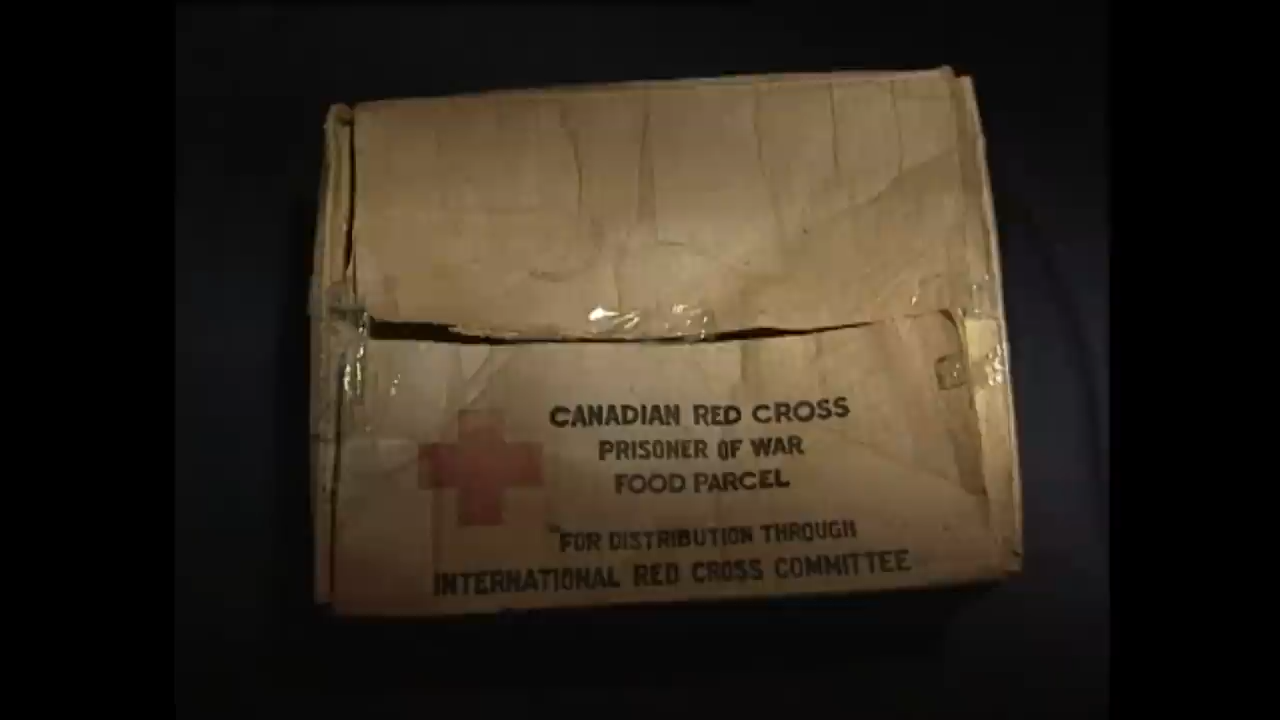 CANADIAN RED CROSS
PRISONER OF WAR
FOOD PARCEL
FOR DISTRIBUTION THROUGH
INTERNATIONAL RED CROSS COMMITTEE